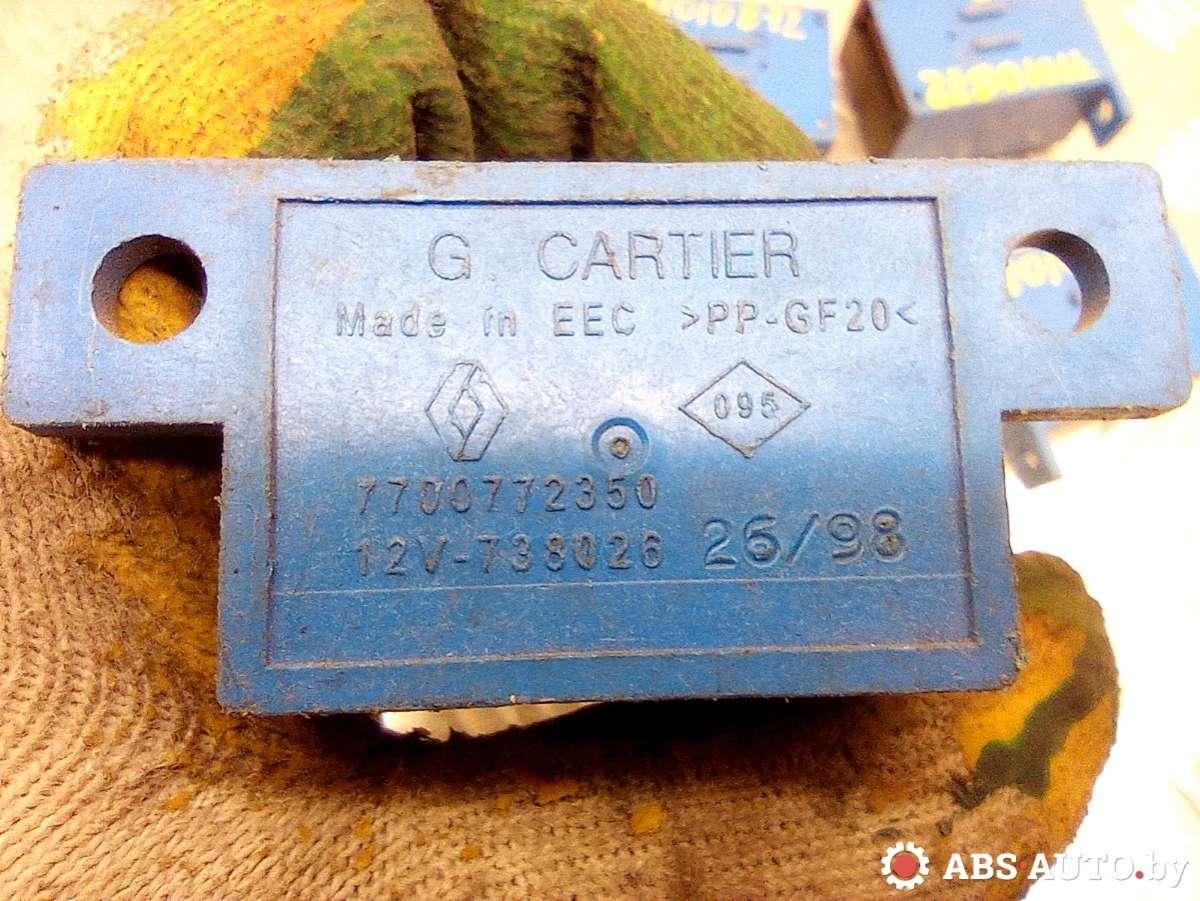 G. CARTIER
Made in EEC >PP-GF20<
095
7700772350
12V-738026 26/98
ABS-AUTO.by